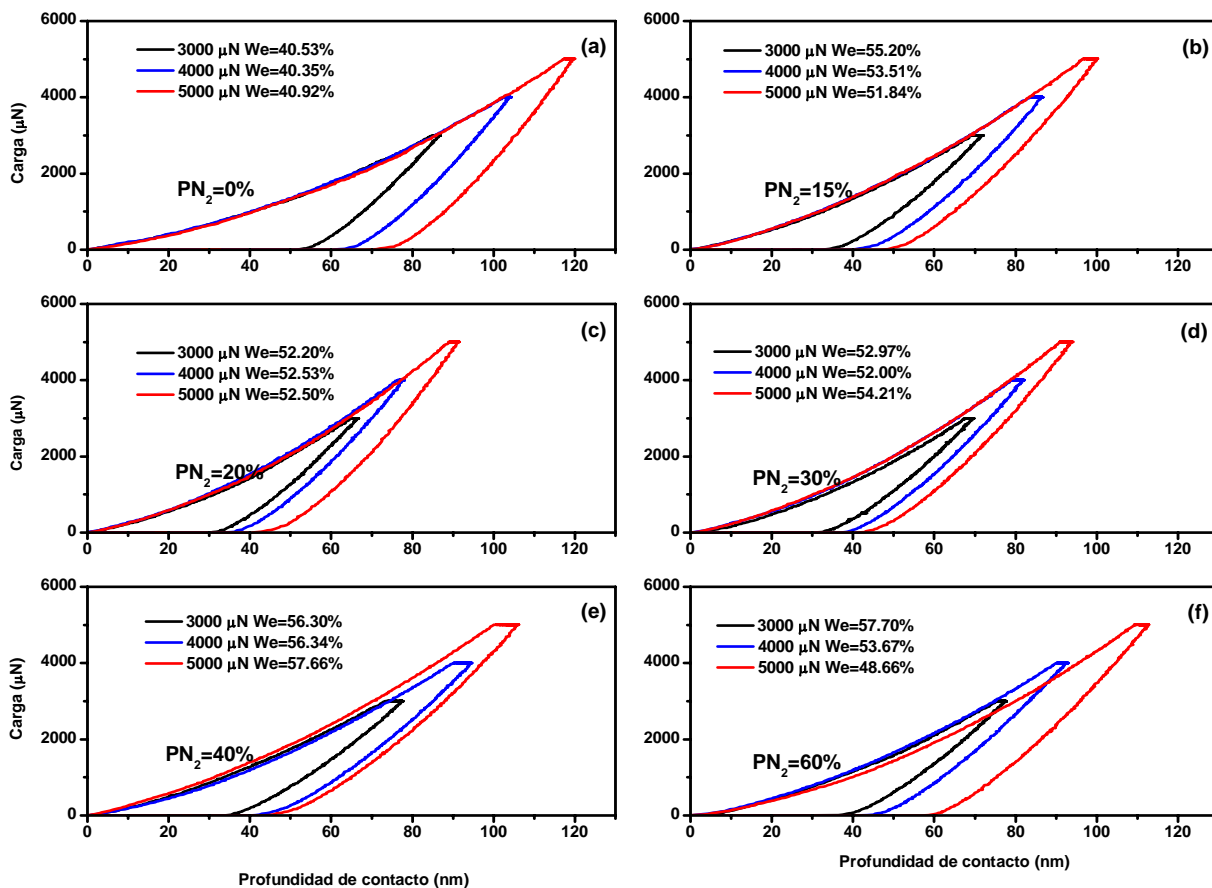 6000
(a)
3000 µN We=40.53%
4000 µN We=40.35%
5000 µN We=40.92%
4000
Carga (µN)
2000
PN2=0%
0
0 20 40 60 80 100 120
6000
(b)
3000 µN We=55.20%
4000 µN We=53.51%
5000 µN We=51.84%
4000
2000
PN2=15%
0
0 20 40 60 80 100 120
6000
(c)
3000 µN We=52.20%
4000 µN We=52.53%
5000 µN We=52.50%
4000
Carga (µN)
2000
PN2=20%
0
0 20 40 60 80 100 120
6000
(d)
3000 µN We=52.97%
4000 µN We=52.00%
5000 µN We=54.21%
4000
2000
PN2=30%
0
0 20 40 60 80 100 120
6000
(e)
3000 µN We=56.30%
4000 µN We=56.34%
5000 µN We=57.66%
4000
Carga (µN)
2000
PN2=40%
0
0 20 40 60 80 100 120
Profundidad de contacto (nm)
6000
(f)
3000 µN We=57.70%
4000 µN We=53.67%
5000 µN We=48.66%
4000
2000
PN2=60%
0
0 20 40 60 80 100 120
Profundidad de contacto (nm)